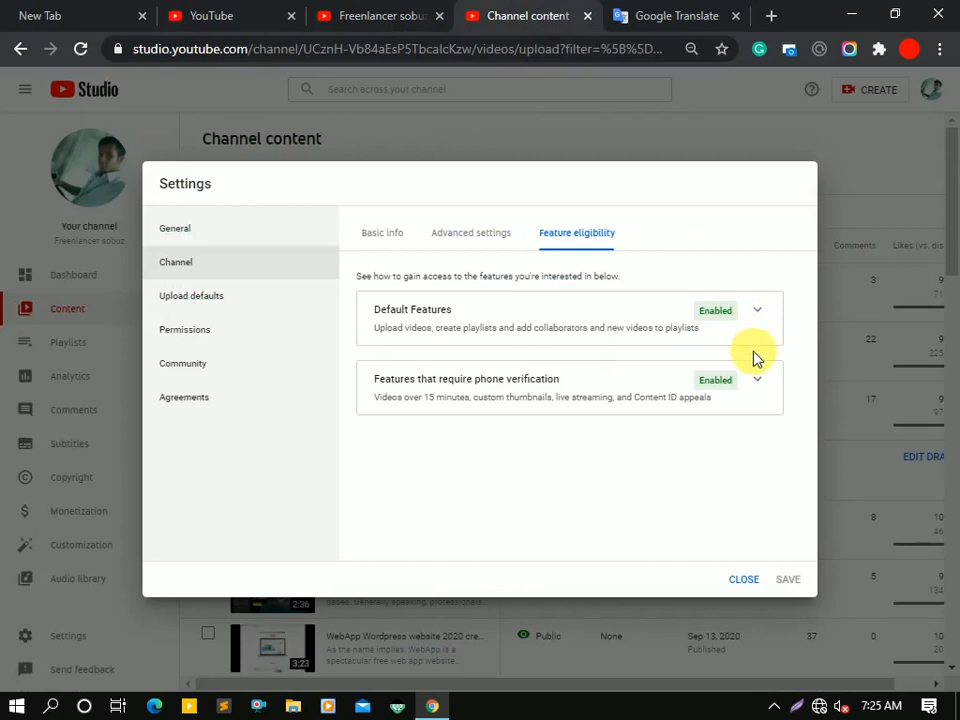 New Tab
YouTube
Freelancer sobuz
Channel content
Google Translate
studio.youtube.com/channel/UCznH-Vb84aEsP5TbcalcKzw/videos/upload?filter=%5B%5D...
Studio
Search across your channel
CREATE
Channel content
Your channel
Freenlancer sobuz
Dashboard
Content
Playlists
Analytics
Comments
Subtitles
Copyright
Monetization
Customization
Audio library
Settings
Send feedback
Settings
General
Channel
Upload defaults
Permissions
Community
Agreements
Basic info
Advanced settings
Feature eligibility
See how to gain access to the features you're interested in below.
Default Features
Enabled
Upload videos, create playlists and add collaborators and new videos to playlists
Features that require phone verification
Enabled
Videos over 15 minutes, custom thumbnails, live streaming, and Content ID appeals
CLOSE
SAVE
Comments
Likes (vs. dis
3
9
71
22
9
225
17
9
97
EDIT DRA
8
10
46
5
9
134
2:36
WebApp Wordpress website 2020 cre...
As the name implies, WebApp is a
spectacular free web app website...
3:23
Public
None
Sep 13, 2020
Published
37
0
10
7:25 AM